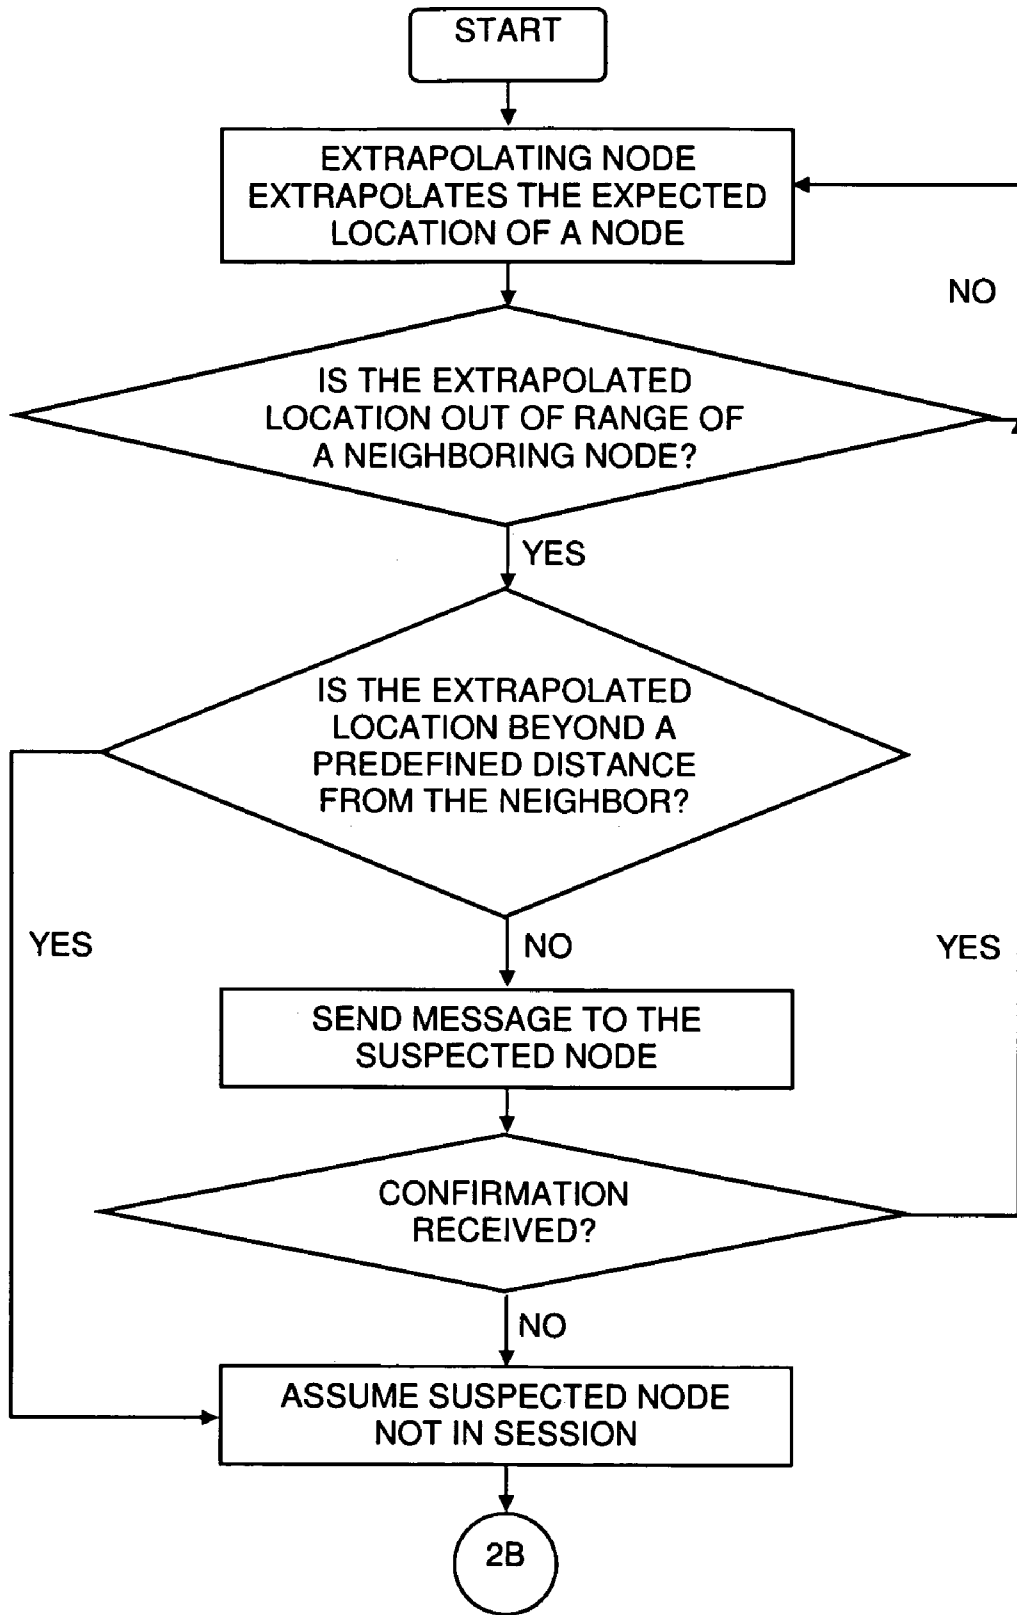 START
EXTRAPOLATING NODE
EXTRAPOLATES THE EXPECTED
LOCATION OF A NODE
NO
IS THE EXTRAPOLATED
LOCATION OUT OF RANGE OF
A NEIGHBORING NODE?
YES
IS THE EXTRAPOLATED
LOCATION BEYOND A
PREDEFINED DISTANCE
FROM THE NEIGHBOR?
YES
NO
YES
SEND MESSAGE TO THE
SUSPECTED NODE
CONFIRMATION
RECEIVED?
NO
ASSUME SUSPECTED NODE
NOT IN SESSION
2B